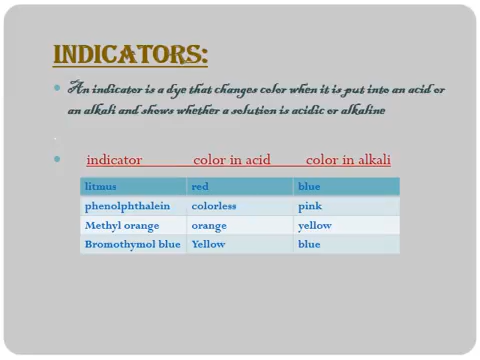 INDICATORS:
• An indicator is a dye that changes color when it is put into an acid or
an alkali and shows whether a solution is acidic or alkaline
.
• indicator color in acid color in alkali
litmus red blue
phenolphthalein colorless pink
Methyl orange orange yellow
Bromothymol blue Yellow blue